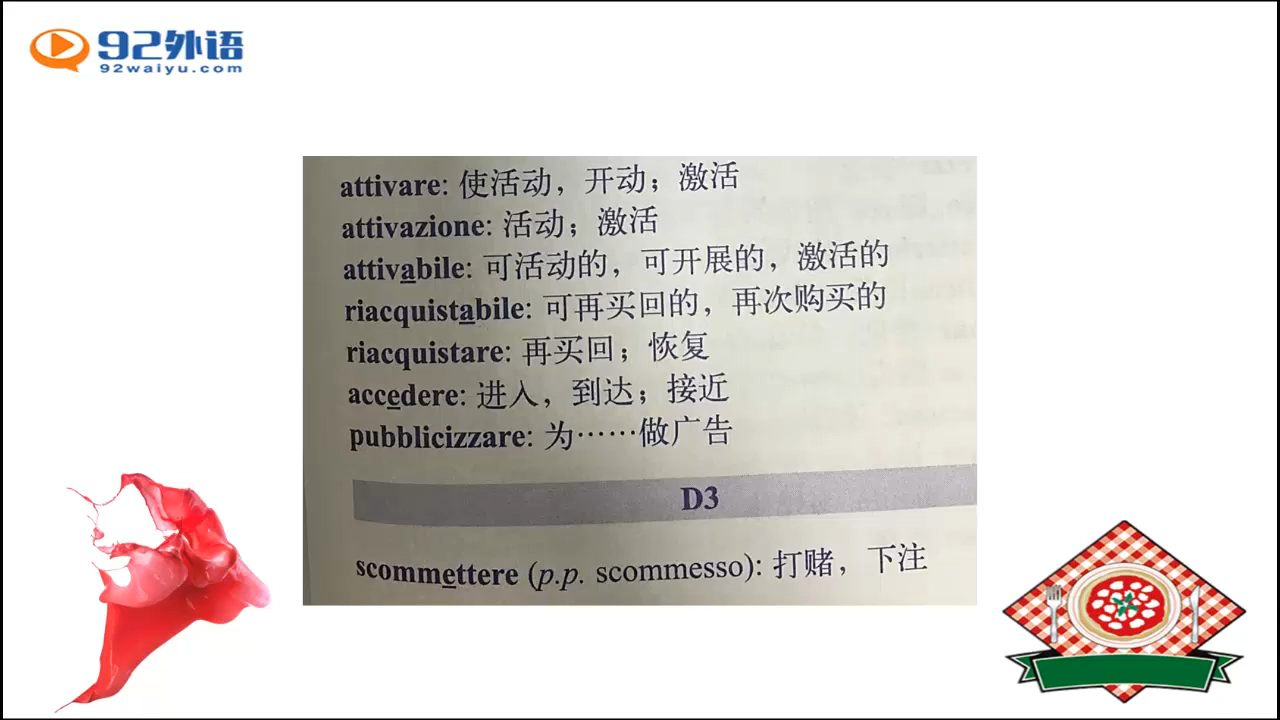 92外语
92waiyu.com
attivare: 使活动，开动；激活
attivazione: 活动；激活
attivabile: 可活动的，可开展的，激活的
riacquistabile: 可再买回的，再次购买的
riacquistare: 再买回；恢复
accedere: 进入，到达；接近
pubblicizzare: 为……做广告
D3
scommettere (p.p. scommesso): 打赌，下注